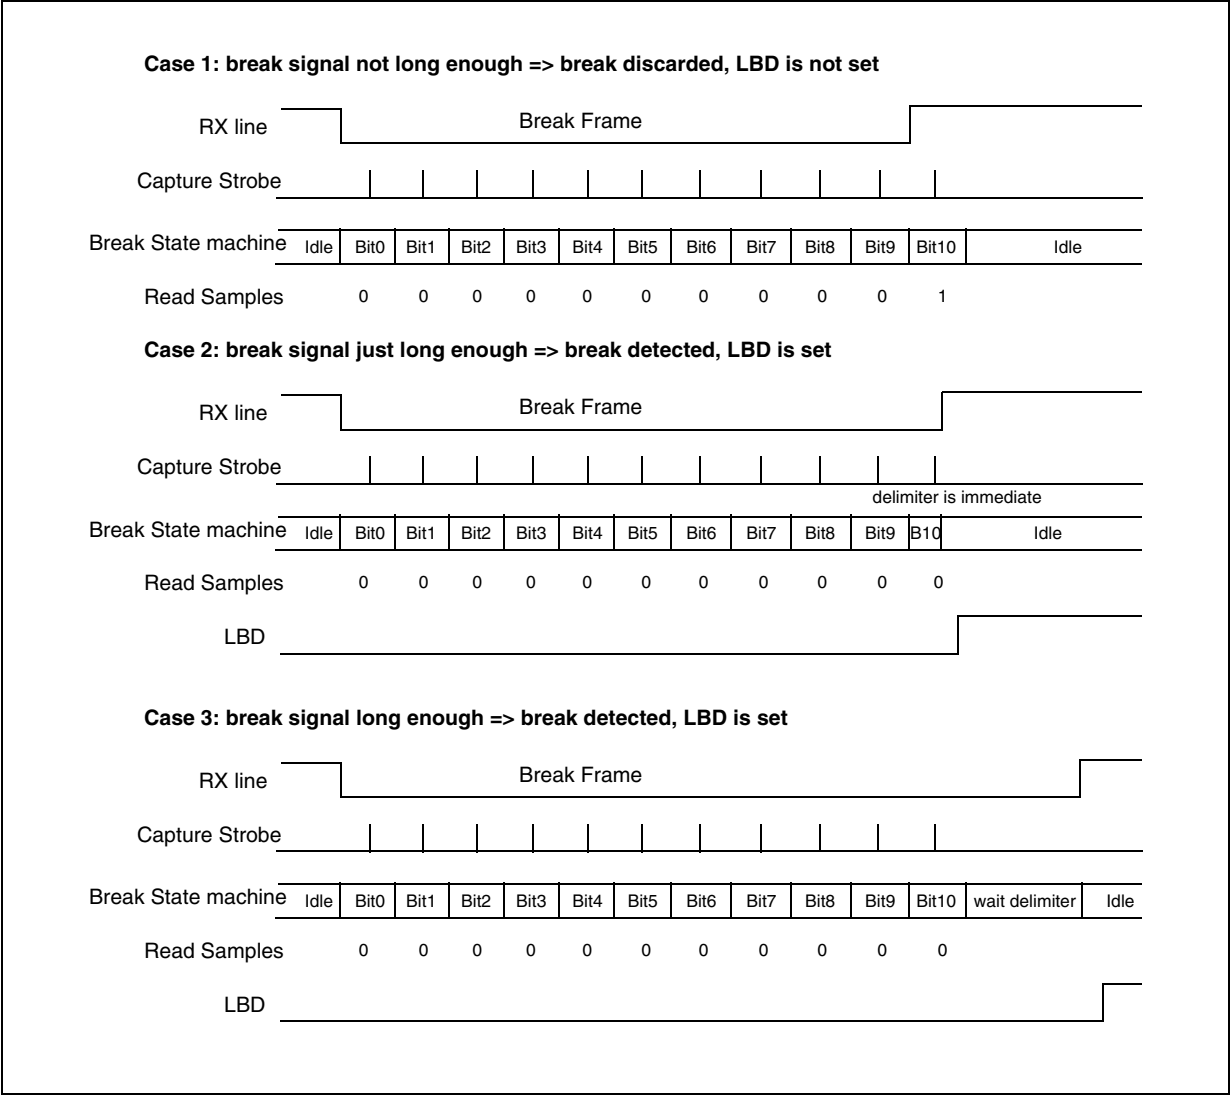 Case 1: break signal not long enough => break discarded, LBD is not set
RX line
Break Frame
Capture Strobe
Break State machine Idle Bit0 Bit1 Bit2 Bit3 Bit4 Bit5 Bit6 Bit7 Bit8 Bit9 Bit10 Idle
Read Samples 0 0 0 0 0 0 0 0 0 0 1
Case 2: break signal just long enough => break detected, LBD is set
RX line
Break Frame
Capture Strobe
delimiter is immediate
Break State machine Idle Bit0 Bit1 Bit2 Bit3 Bit4 Bit5 Bit6 Bit7 Bit8 Bit9 B10 Idle
Read Samples 0 0 0 0 0 0 0 0 0 0 0
LBD
Case 3: break signal long enough => break detected, LBD is set
RX line
Break Frame
Capture Strobe
Break State machine Idle Bit0 Bit1 Bit2 Bit3 Bit4 Bit5 Bit6 Bit7 Bit8 Bit9 Bit10 wait delimiter Idle
Read Samples 0 0 0 0 0 0 0 0 0 0 0
LBD